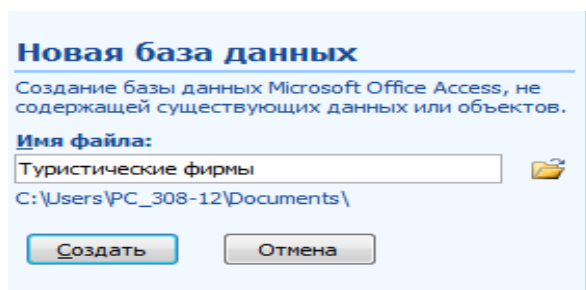 Новая база данных
Создание базы данных Microsoft Office Access, не
содержащей существующих данных или объектов.
Имя файла:
Туристические фирмы
C:\Users\PC_308-12\Documents\
Создать
Отмена